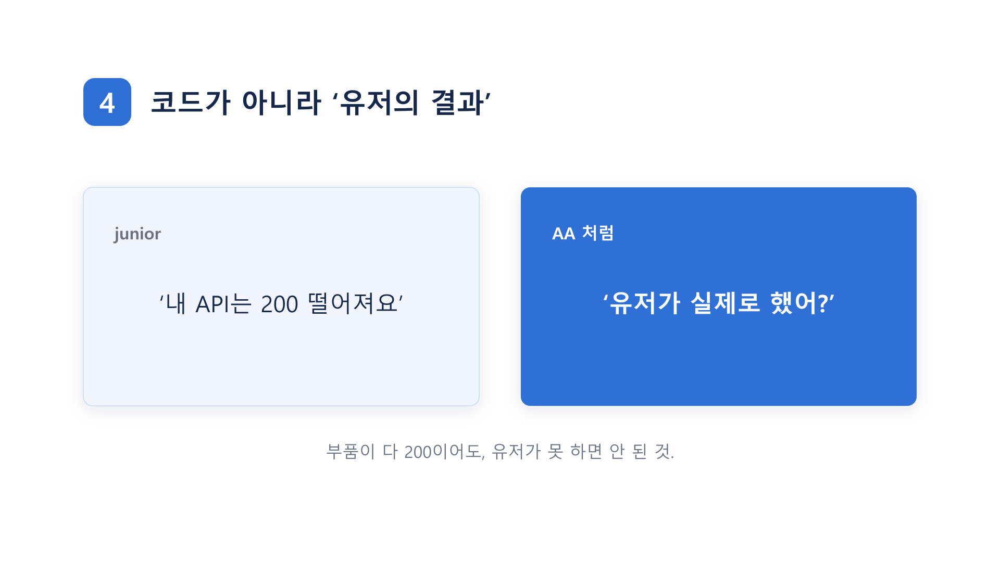 4
코드가 아니라 ‘유저의 결과’
junior
‘내 API는 200 떨어져요’
AA 처럼
‘유저가 실제로 했어?’
부품이 다 200이어도, 유저가 못 하면 안 된 것.